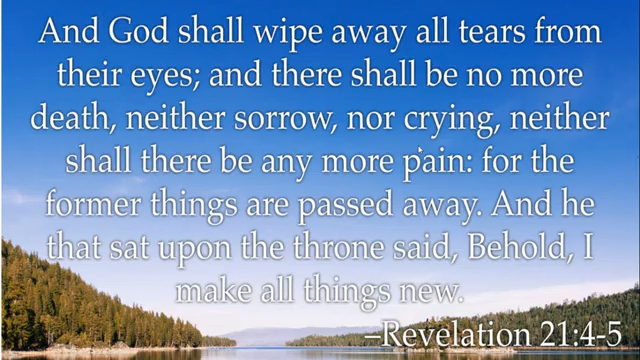 And God shall wipe away all tears from
their eyes; and there shall be no more
death, neither sorrow, nor crying, neither
shall there be any more pain: for the
former things are passed away. And he
that sat upon the throne said, Behold, I
make all things new.
–Revelation 21:4-5